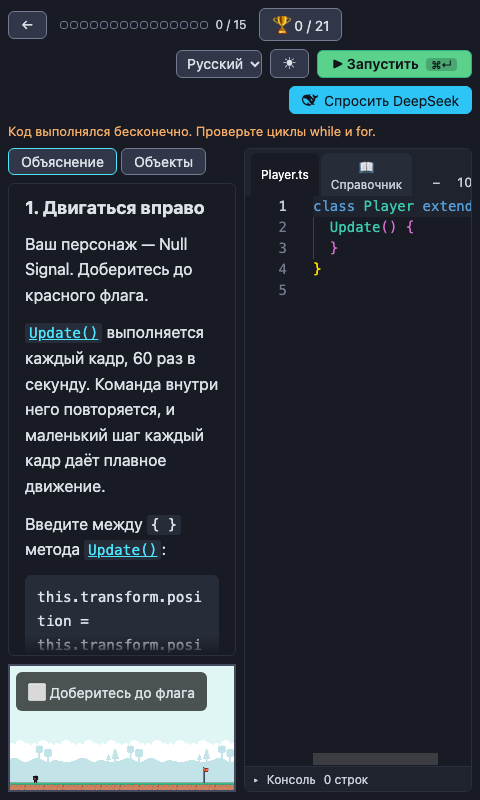 ←
0 / 15
🏆 0 / 21
Русский
☀
▶ Запустить ⌘↵
Спросить DeepSeek
Код выполнялся бесконечно. Проверьте циклы while и for.
Объяснение
Объекты
1. Двигаться вправо
Ваш персонаж — Null
Signal. Доберитесь до
красного флага.
Update() выполняется
каждый кадр, 60 раз в
секунду. Команда внутри
него повторяется, и
маленький шаг каждый
кадр даёт плавное
движение.
Введите между { }
метода Update():
this.transform.posi
tion =
this.transform.posi
Доберитесь до флага
Player.ts
📖
Справочник
− 10
1 class Player extend
2 Update() {
3 }
4 }
5
▸ Консоль 0 строк